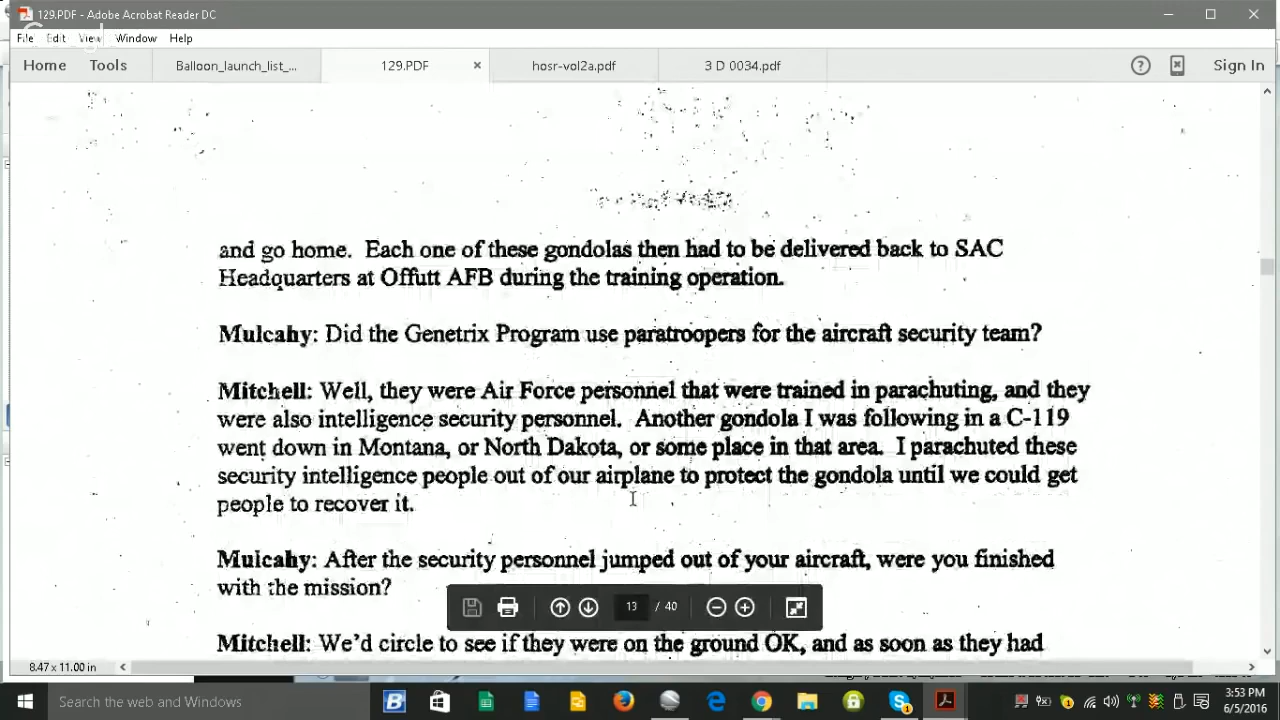 129.PDF - Adobe Acrobat Reader DC
Google
File Edit View Window Help
Home Tools Balloon_launch_list_... 129.PDF × hosr-vol2a.pdf 3 D 0034.pdf ? Sign In
and go home. Each one of these gondolas then had to be delivered back to SAC
Headquarters at Offutt AFB during the training operation.
Mulcahy: Did the Genetrix Program use paratroopers for the aircraft security team?
Mitchell: Well, they were Air Force personnel that were trained in parachuting, and they
were also intelligence security personnel. Another gondola I was following in a C-119
went down in Montana, or North Dakota, or some place in that area. I parachuted these
security intelligence people out of our airplane to protect the gondola until we could get
people to recover it.
Mulcahy: After the security personnel jumped out of your aircraft, were you finished
with the mission?
13 / 40
Mitchell: We'd circle to see if they were on the ground OK, and as soon as they had
8.47 x 11.00 in
Search the web and Windows
3:53 PM
6/5/2016